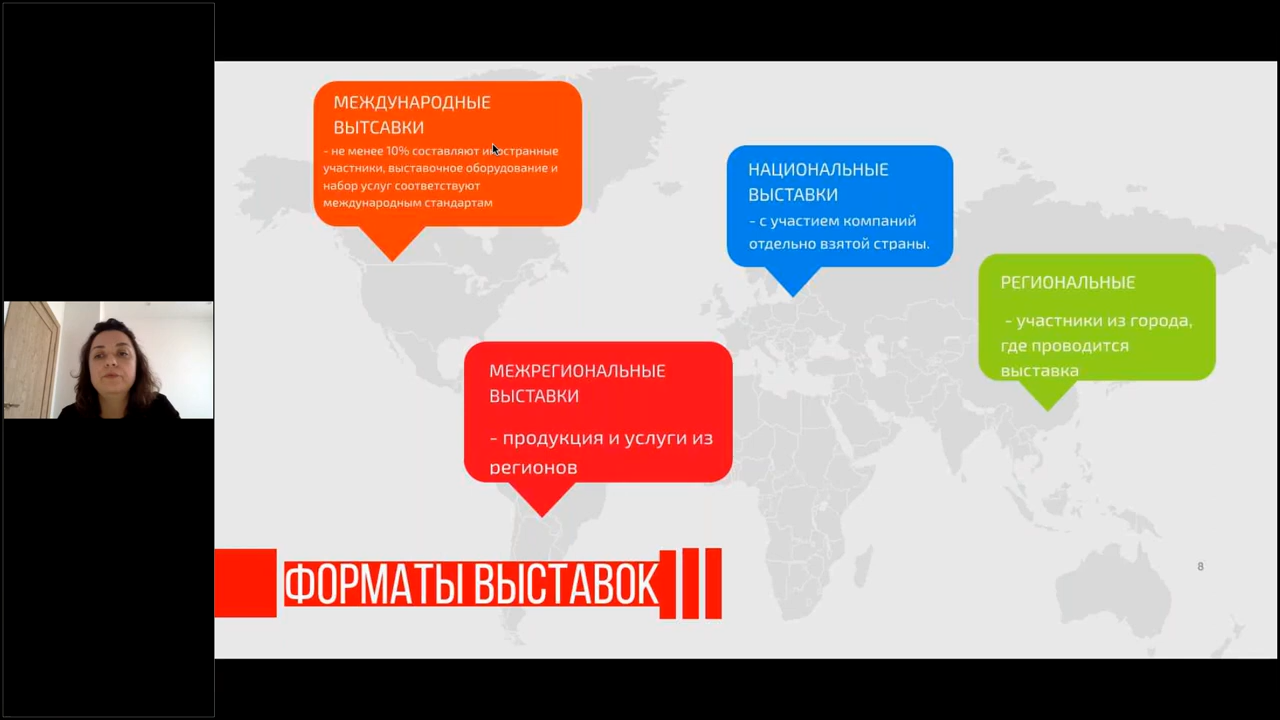 МЕЖДУНАРОДНЫЕ
ВЫТСАВКИ
- не менее 10% составляют иностранные
участники, выставочное оборудование и
набор услуг соответствуют
международным стандартам
НАЦИОНАЛЬНЫЕ
ВЫСТАВКИ
- с участием компаний
отдельно взятой страны.
РЕГИОНАЛЬНЫЕ
- участники из города,
где проводится
выставка
МЕЖРЕГИОНАЛЬНЫЕ
ВЫСТАВКИ
- продукция и услуги из
регионов
ФОРМАТЫ ВЫСТАВОК
8